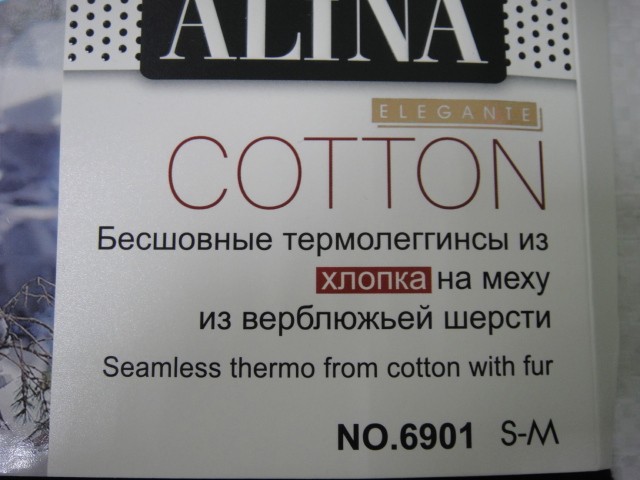 ALINA
ELEGANTE
COTTON
Бесшовные термолеггинсы из
хлопка на меху
из верблюжьей шерсти
Seamless thermo from cotton with fur
NO.6901 S-M